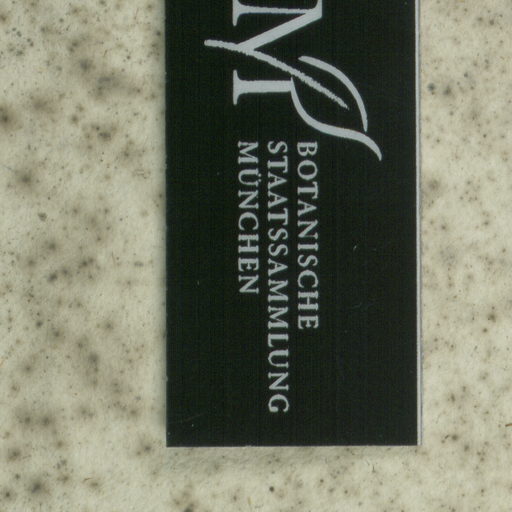 M
BOTANISCHE
STAATSSAMMLUNG
MÜNCHEN